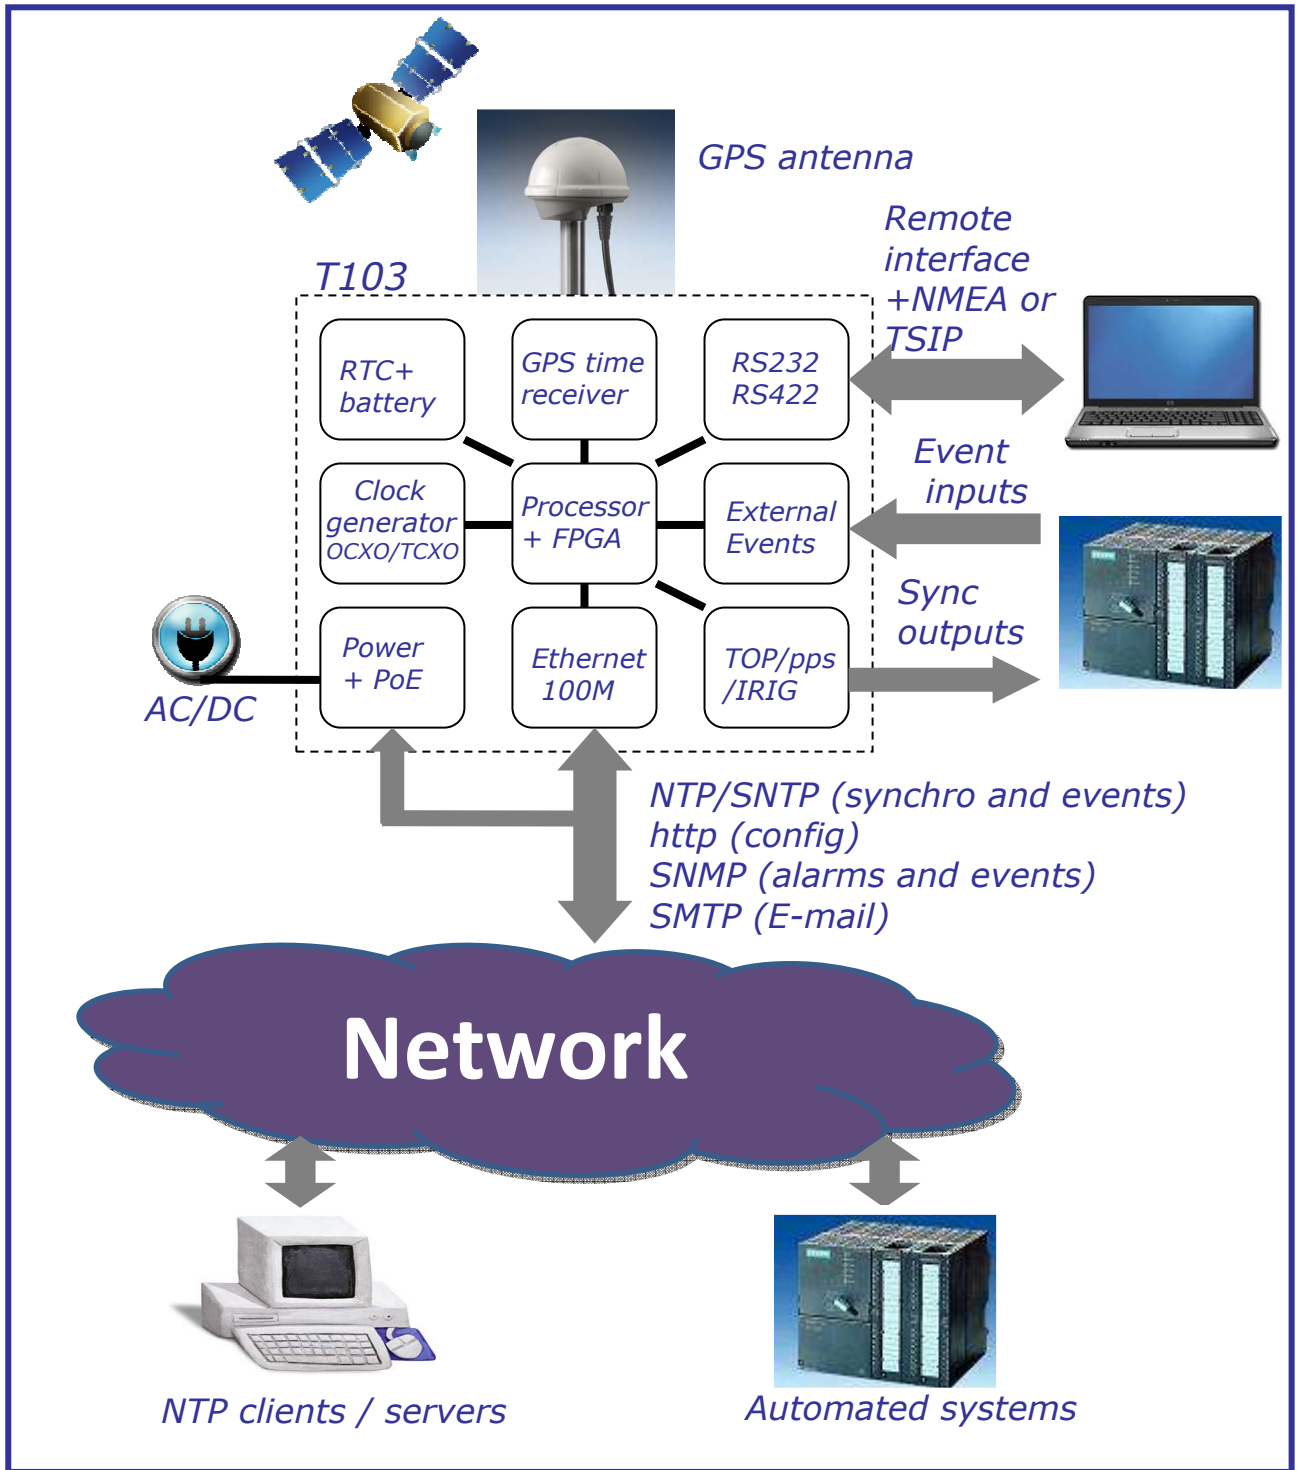 GPS antenna
T103
Remote
interface
+NMEA or
TSIP
RTC+
battery
GPS time
receiver
RS232
RS422
Event
inputs
Clock
generator
OCXO/TCXO
Processor
+ FPGA
External
Events
Sync
outputs
Power
+ PoE
Ethernet
100M
TOP/pps
/IRIG
AC/DC
NTP/SNTP (synchro and events)
http (config)
SNMP (alarms and events)
SMTP (E-mail)
Network
NTP clients / servers
Automated systems